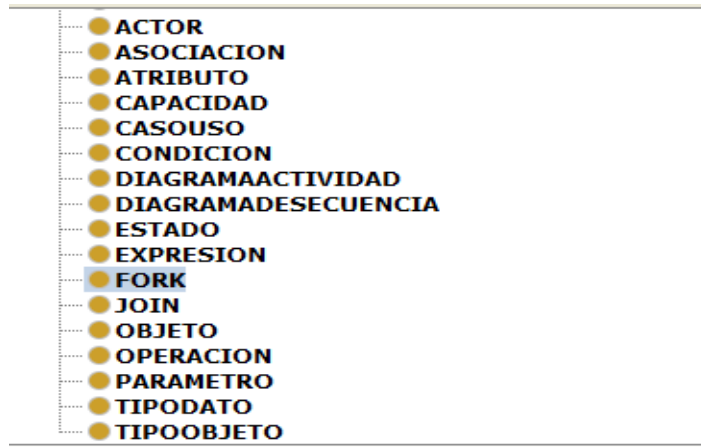 ACTOR
ASOCIACION
ATRIBUTO
CAPACIDAD
CASOUSO
CONDICION
DIAGRAMAACTIVIDAD
DIAGRAMADESECUENCIA
ESTADO
EXPRESION
FORK
JOIN
OBJETO
OPERACION
PARAMETRO
TIPODATO
TIPOOBJETO